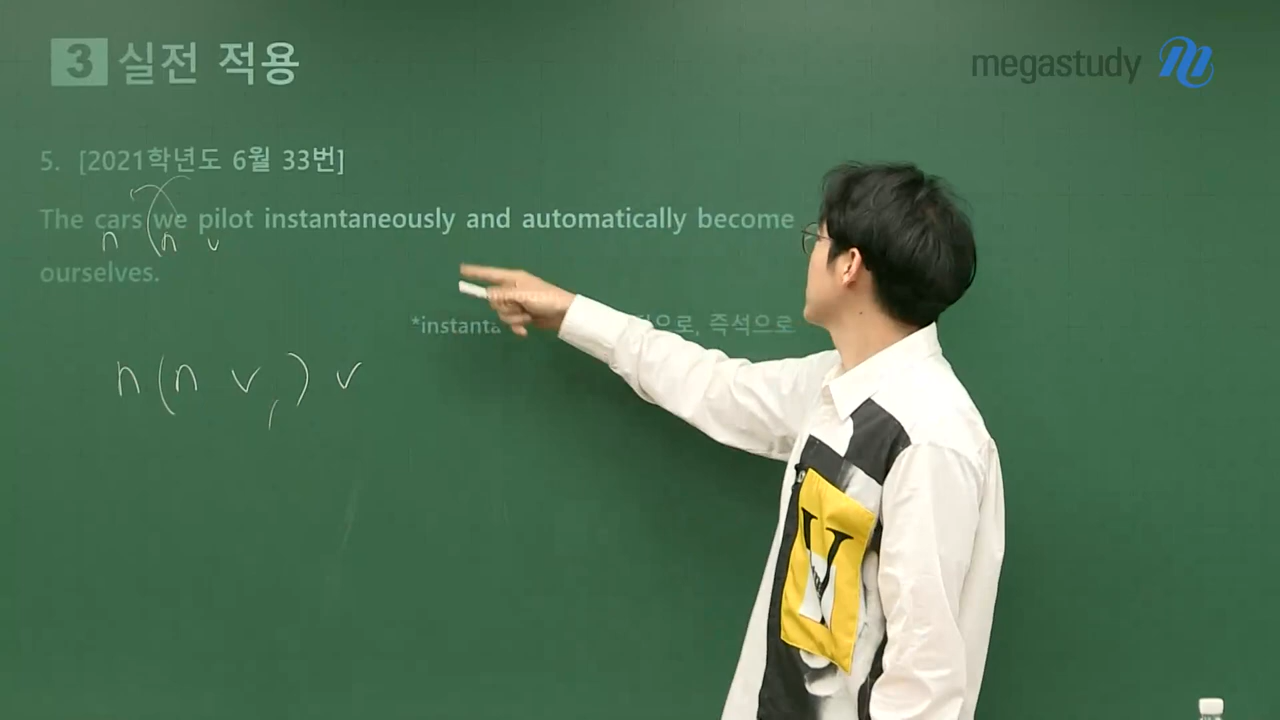 3 실전 적용
megastudy
5. [2021학년도 6월 33번]
The cars (we pilot instantaneously and automatically become
n (n v
ourselves.
*instanta 으로, 즉석으로
n (n v, ) v